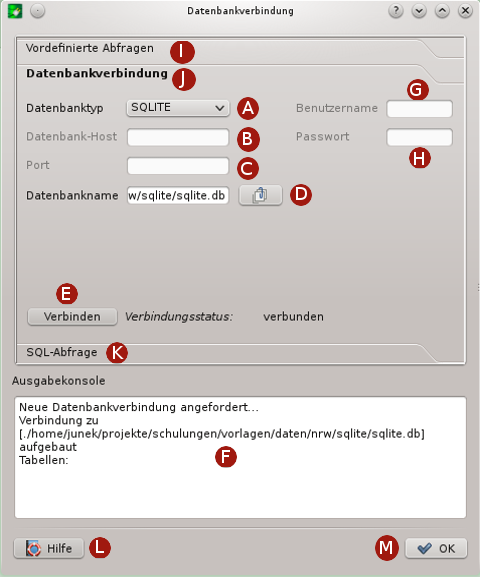 Datenbankverbindung
?
Vordefinierte Abfragen I
Datenbankverbindung J
G
Datenbanktyp SQLITE A Benutzername
Datenbank-Host B Passwort
H
Port C
Datenbankname w/sqlite/sqlite.db D
E
Verbinden Verbindungsstatus: verbunden
SQL-Abfrage K
Ausgabekonsole
Neue Datenbankverbindung angefordert...
Verbindung zu
[./home/junek/projekte/schulungen/vorlagen/daten/nrw/sqlite/sqlite.db]
aufgebaut
Tabellen:
F
Hilfe L M OK